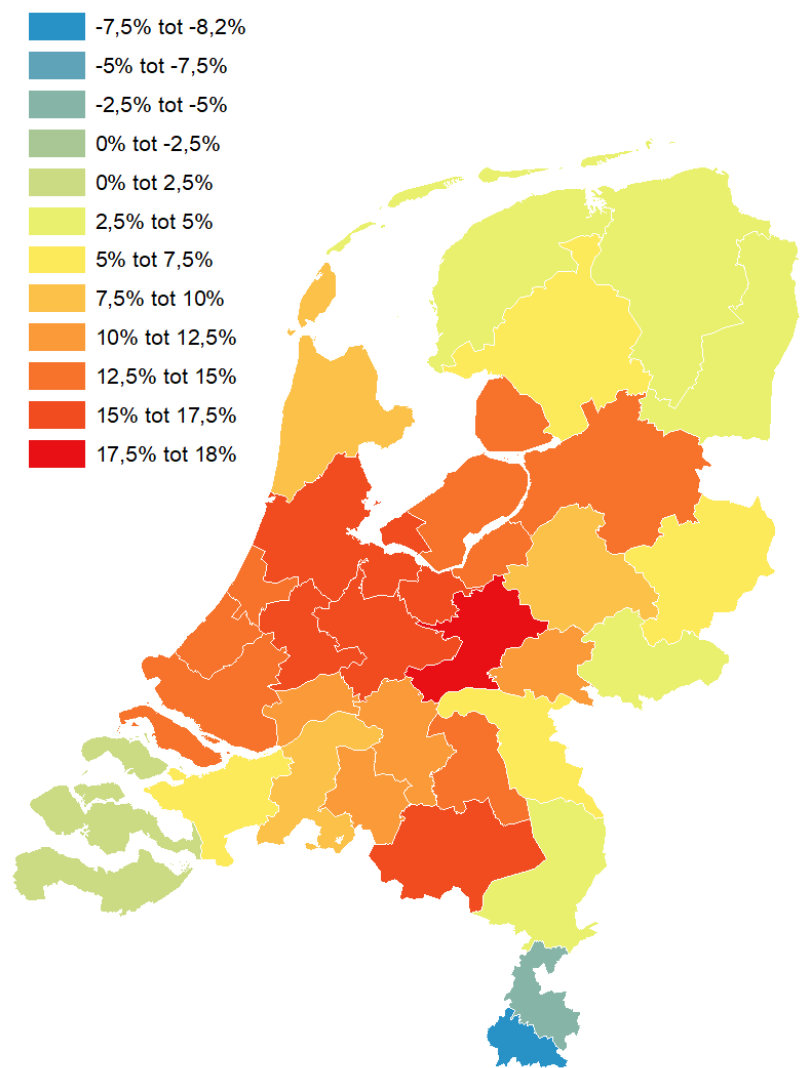 -7,5% tot -8,2%
-5% tot -7,5%
-2,5% tot -5%
0% tot -2,5%
0% tot 2,5%
2,5% tot 5%
5% tot 7,5%
7,5% tot 10%
10% tot 12,5%
12,5% tot 15%
15% tot 17,5%
17,5% tot 18%